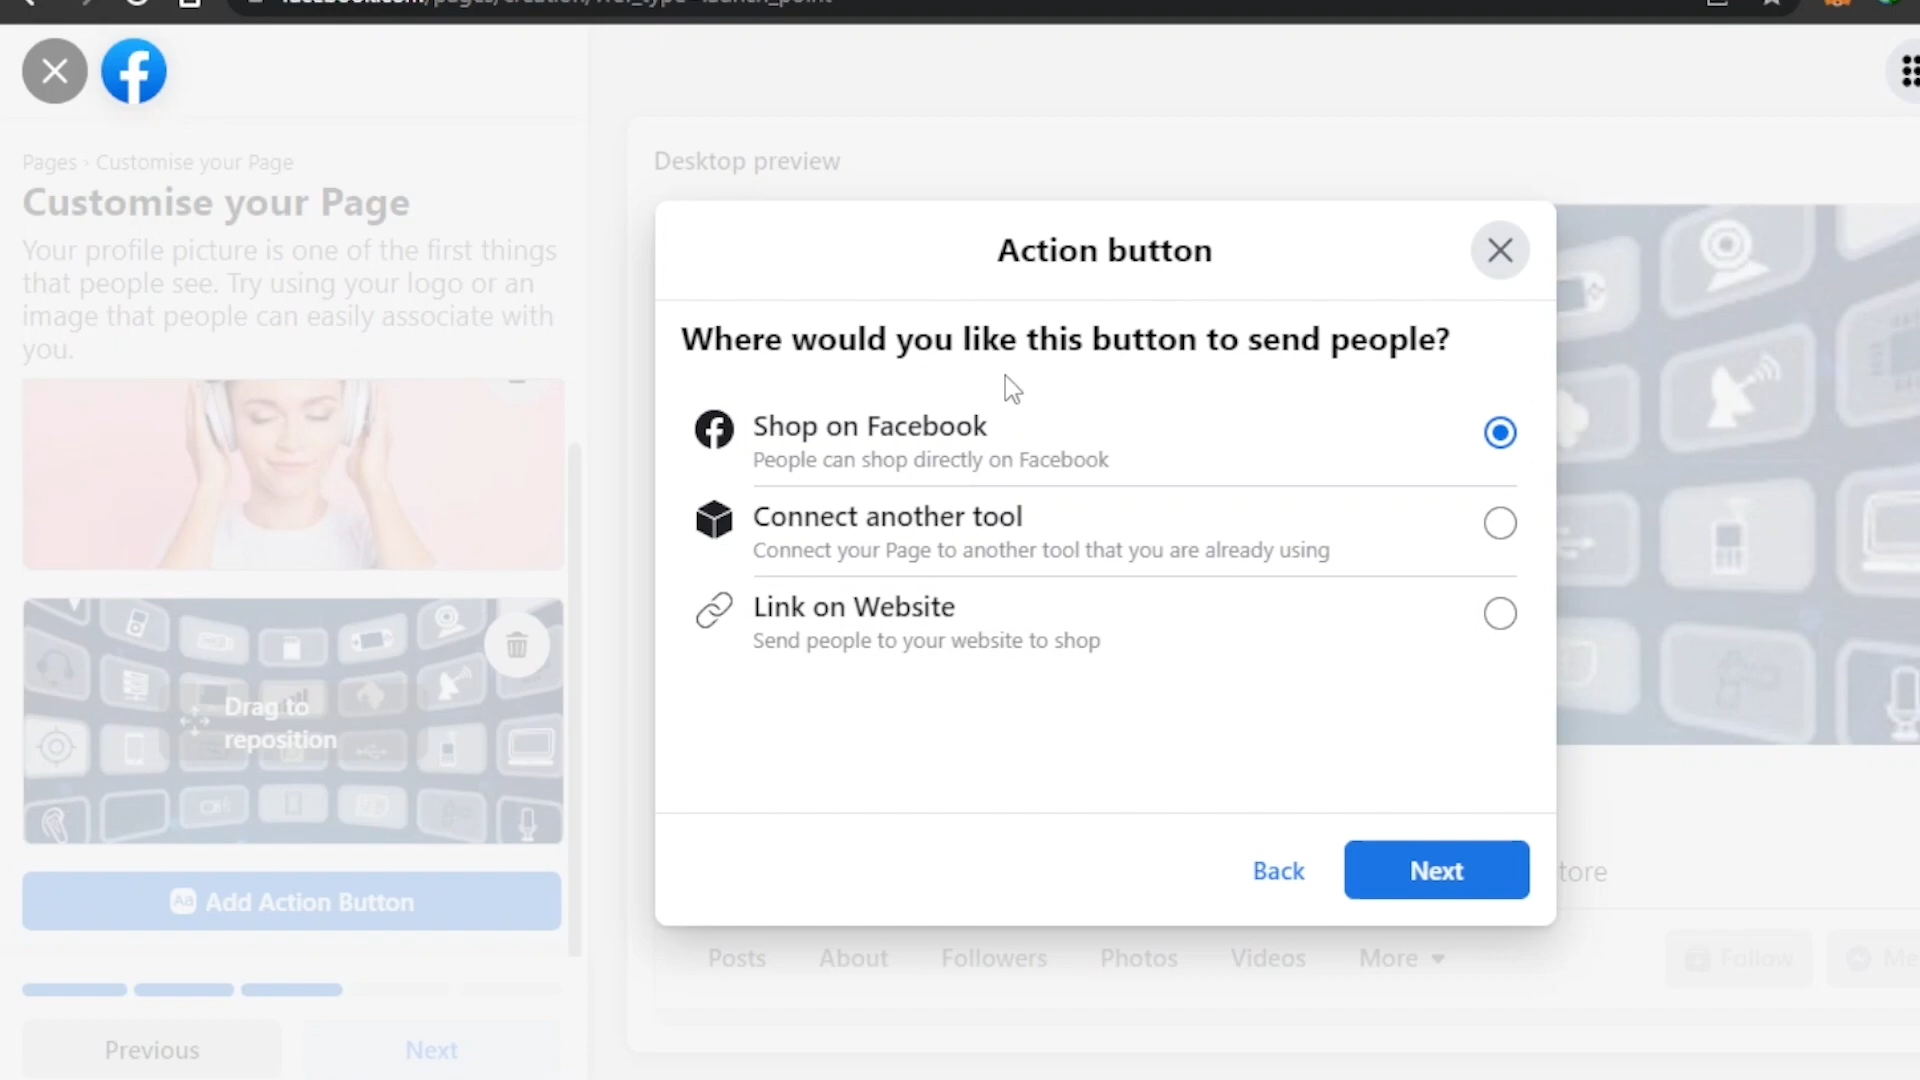 Pages › Customise your Page
Customise your Page
Your profile picture is one of the first things
that people see. Try using your logo or an
image that people can easily associate with
you.
Drag to
reposition
Add Action Button
Previous
Next
Desktop preview
Action button
Where would you like this button to send people?
Shop on Facebook
People can shop directly on Facebook
Connect another tool
Connect your Page to another tool that you are already using
Link on Website
Send people to your website to shop
Back
Next
Posts
About
Followers
Photos
Videos
More
Follow